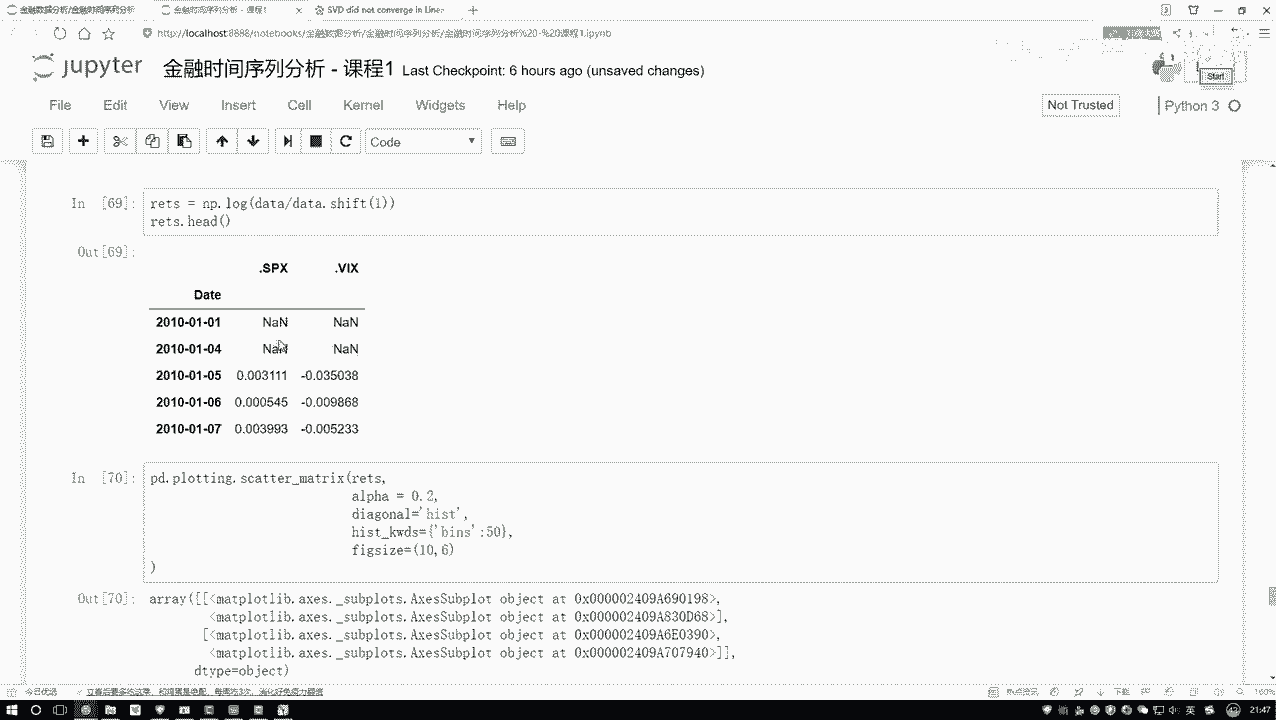 金融数据分析/金融时间序列分析
金融时间序列分析 - 课程1
SVD did not converge in Line
http://localhost:8888/notebooks/金融数据分析/金融时间序列分析/金融时间序列分析%20-%20课程1.ipynb
jupyter 金融时间序列分析 - 课程1 Last Checkpoint: 6 hours ago (unsaved changes)
Start
File Edit View Insert Cell Kernel Widgets Help
Not Trusted Python 3
Code
In [69]: rets = np.log(data/data.shift(1))
rets.head()
Out[69]:
.SPX .VIX
Date
2010-01-01 NaN NaN
2010-01-04 NaN NaN
2010-01-05 0.003111 -0.035038
2010-01-06 0.000545 -0.009868
2010-01-07 0.003993 -0.005233
In [70]: pd.plotting.scatter_matrix(rets,
alpha = 0.2,
diagonal='hist',
hist_kwds={'bins':50},
figsize=(10,6)
)
Out[70]: array([[<matplotlib.axes._subplots.AxesSubplot object at 0x000002409A690198>,
<matplotlib.axes._subplots.AxesSubplot object at 0x000002409A830D68>],
[<matplotlib.axes._subplots.AxesSubplot object at 0x000002409A6E0390>,
<matplotlib.axes._subplots.AxesSubplot object at 0x000002409A707940>]],
dtype=object)
今日优选
下载
160%
英
21:47